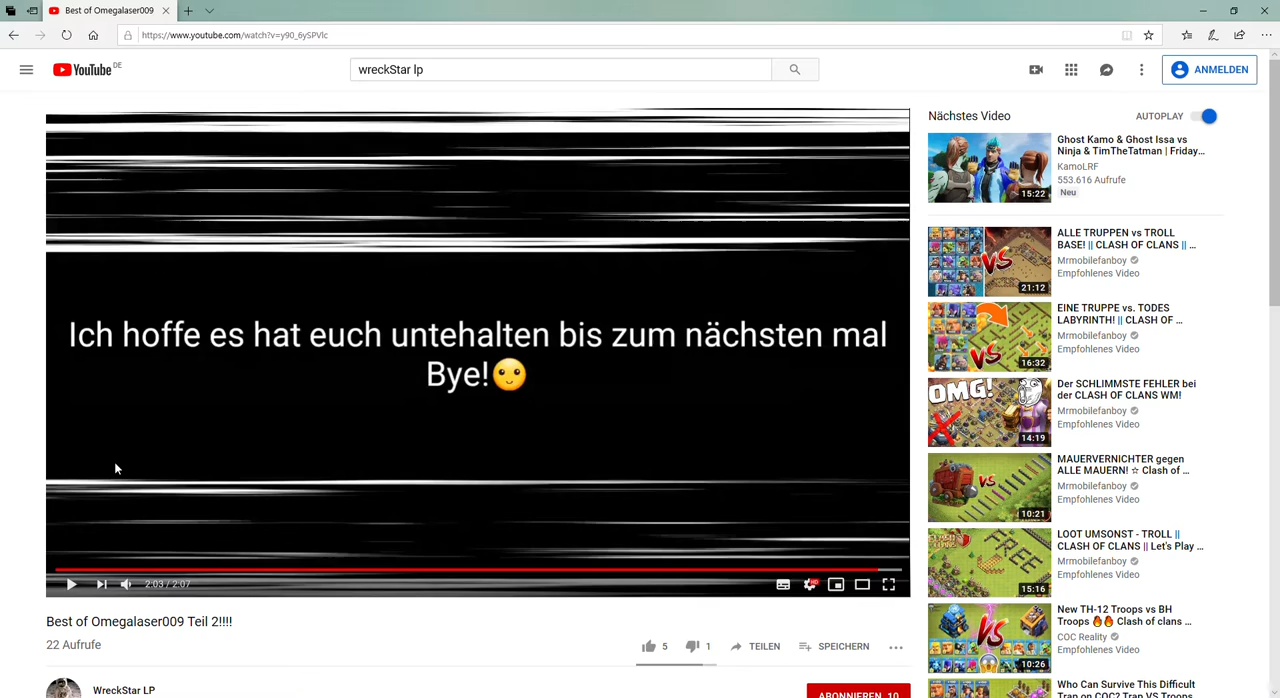 Best of Omegalaser009
https://www.youtube.com/watch?v=y90_6ySPVlc
YouTube DE
wreckStar lp
ANMELDEN
Ich hoffe es hat euch untehalten bis zum nächsten mal
Bye!🙂
2:03 / 2:07
HD
Best of Omegalaser009 Teil 2!!!!
22 Aufrufe
5
1
TEILEN
SPEICHERN
WreckStar LP
ABONNIEREN 10
Nächstes Video
AUTOPLAY
15:22
Ghost Kamo & Ghost Issa vs
Ninja & TimTheTatman | Friday...
KamoLRF
553.616 Aufrufe
Neu
VS
21:12
ALLE TRUPPEN vs TROLL
BASE! || CLASH OF CLANS || ...
Mrmobilefanboy
Empfohlenes Video
VS
16:32
EINE TRUPPE vs. TODES
LABYRINTH! || CLASH OF ...
Mrmobilefanboy
Empfohlenes Video
OMG!
14:19
Der SCHLIMMSTE FEHLER bei
der CLASH OF CLANS WM!
Mrmobilefanboy
Empfohlenes Video
VS
10:21
MAUERVERNICHTER gegen
ALLE MAUERN! ☆ Clash of ...
Mrmobilefanboy
Empfohlenes Video
FREE
15:16
LOOT UMSONST - TROLL ||
CLASH OF CLANS || Let's Play ...
Mrmobilefanboy
Empfohlenes Video
VS
10:26
New TH-12 Troops vs BH
Troops 🔥🔥 Clash of clans ...
COC Reality
Empfohlenes Video
Who Can Survive This Difficult
Trap on COC? Trap VS Troops